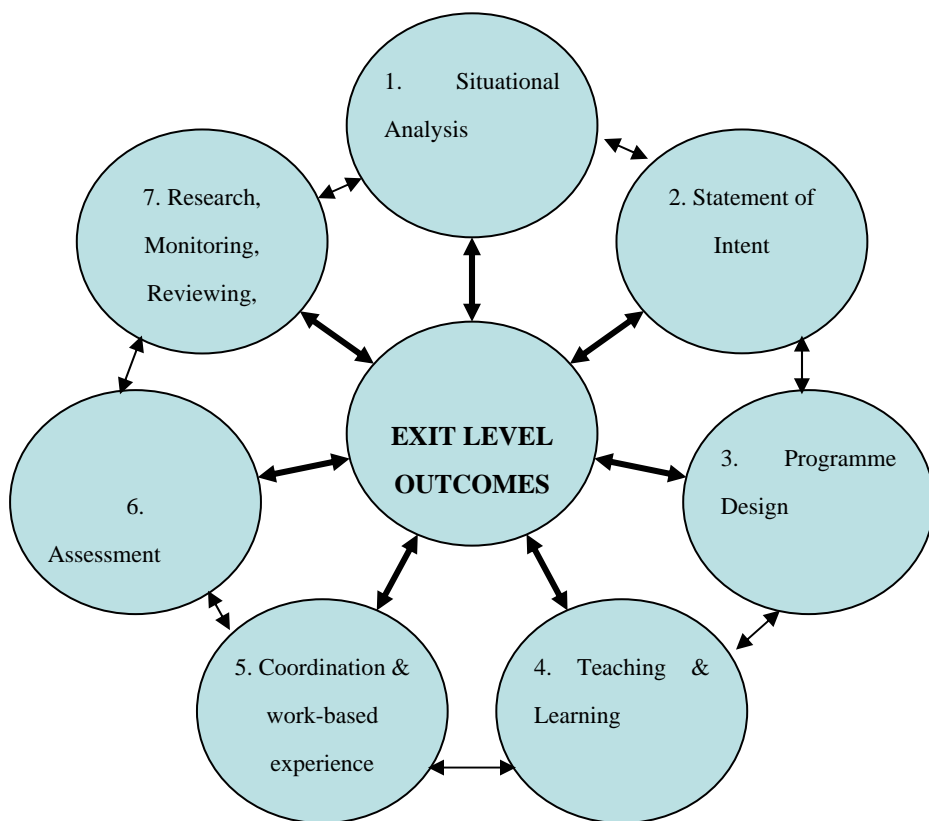 1. Situational
Analysis
2. Statement of
Intent
3. Programme
Design
4. Teaching &
Learning
5. Coordination &
work-based
experience
6.
Assessment
7. Research,
Monitoring,
Reviewing,
EXIT LEVEL
OUTCOMES